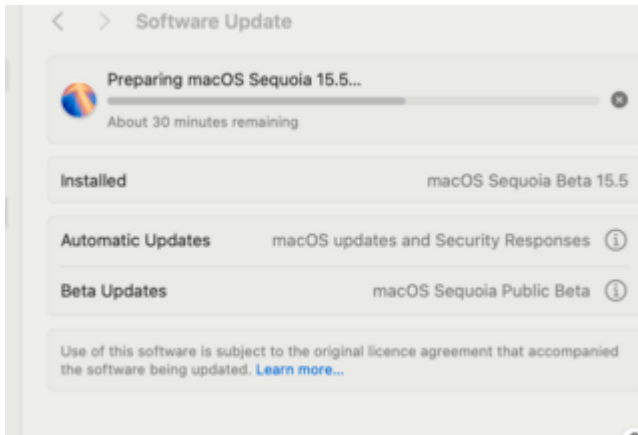 Software Update
Preparing macOS Sequoia 15.5...
About 30 minutes remaining
Installed
macOS Sequoia Beta 15.5
Automatic Updates
macOS updates and Security Responses
Beta Updates
macOS Sequoia Public Beta
Use of this software is subject to the original licence agreement that accompanied
the software being updated. Learn more...